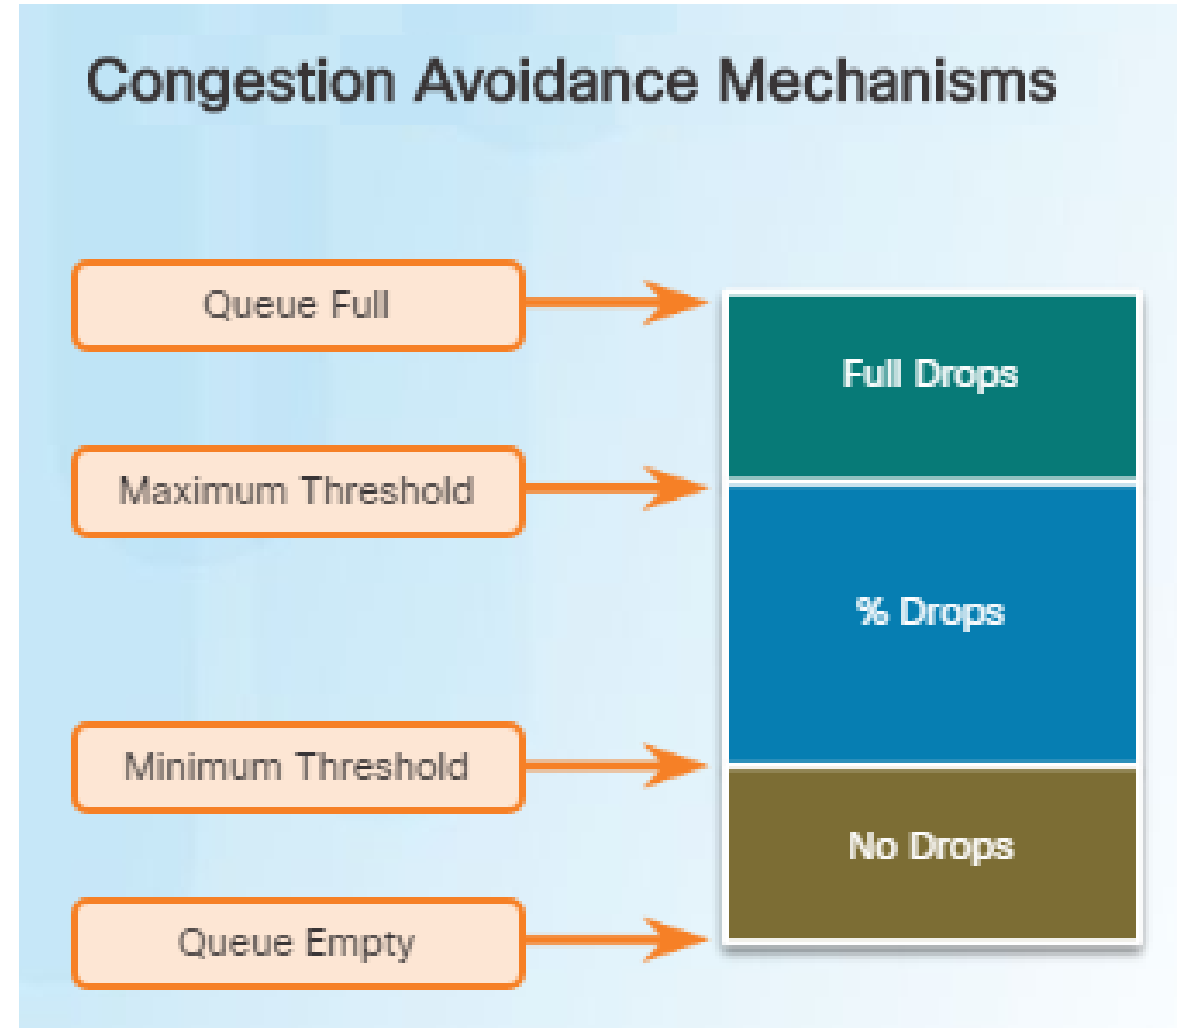 Congestion Avoidance Mechanisms
Queue Full
Full Drops
Maximum Threshold
% Drops
Minimum Threshold
No Drops
Queue Empty